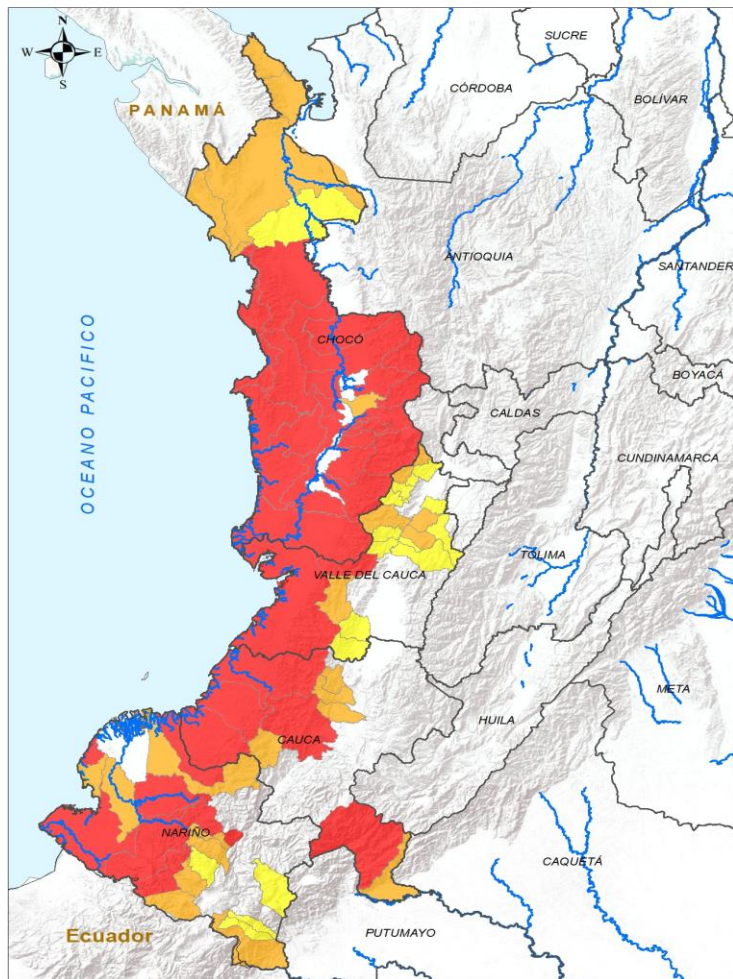 N
W E
S
PANAMÁ
SUCRE
CÓRDOBA
BOLÍVAR
ANTIOQUIA
SANTANDER
CHOCÓ
BOYACÁ
CALDAS
CUNDINAMARCA
OCEANO PACIFICO
TOLIMA
VALLE DEL CAUCA
META
HUILA
CAUCA
NARIÑO
CAQUETÁ
PUTUMAYO
Ecuador